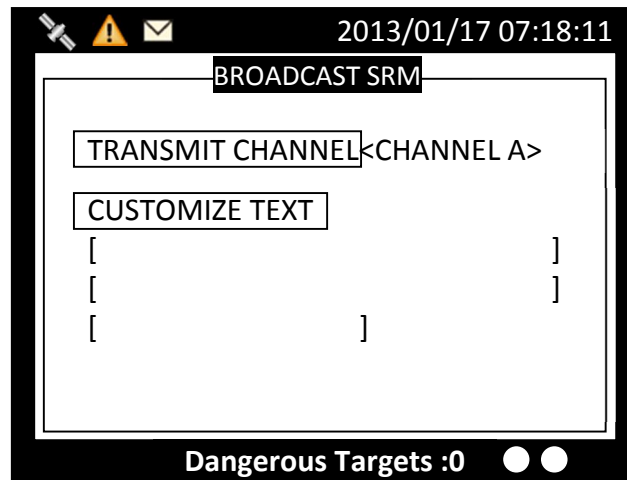 2013/01/17 07:18:11
BROADCAST SRM
TRANSMIT CHANNEL<CHANNEL A>
CUSTOMIZE TEXT
[ ]
[ ]
[ ]
Dangerous Targets :0